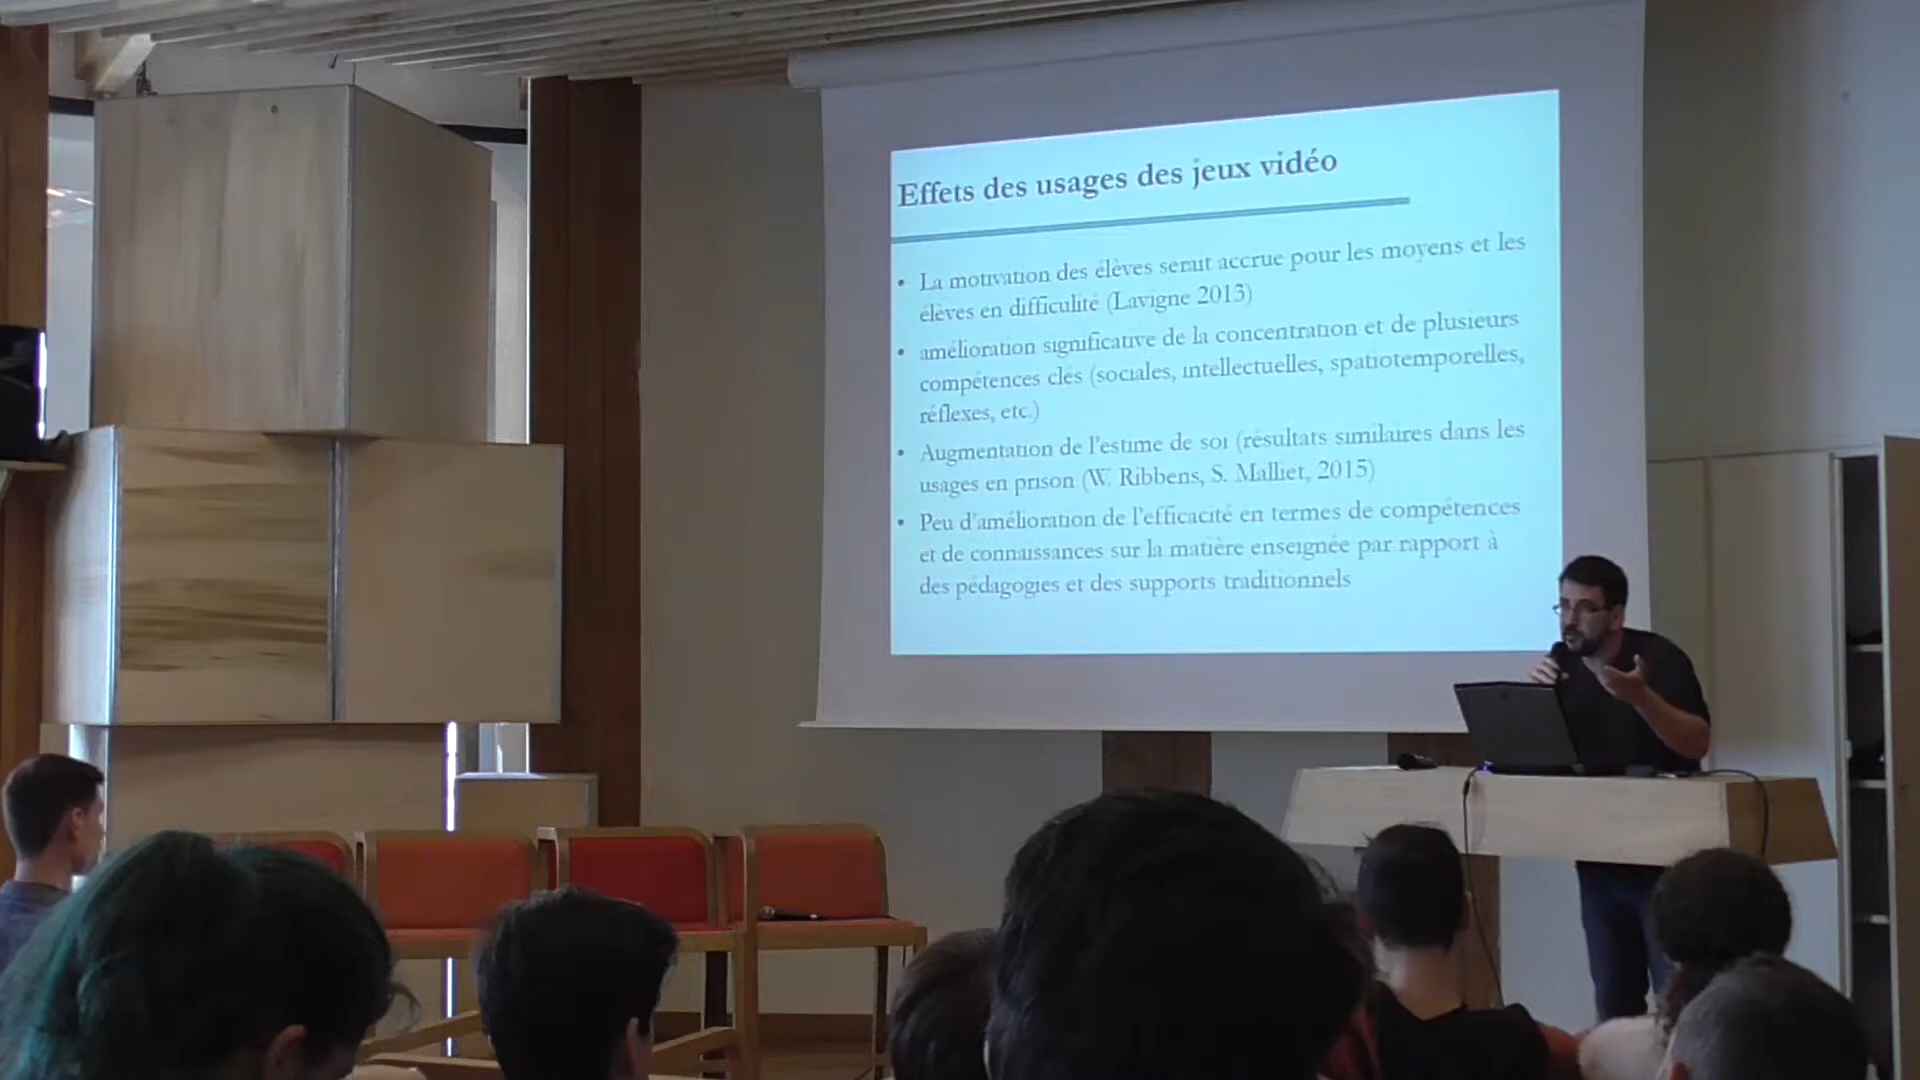 Effets des usages des jeux vidéo
• La motivation des élèves serait accrue pour les moyens et les
élèves en difficulité (Lavigne 2013)
• amélioration significative de la concentration et de plusieurs
compétences clés (sociales, intellectuelles, spatiotemporelles,
réflexes, etc.)
• Augmentation de l'estime de soi (résultats similaires dans les
usages en prison (W. Ribbens, S. Malliet, 2015)
• Peu d'amélioration de l'efficacité en termes de compétences
et de connaissances sur la matière enseignée par rapport à
des pédagogies et des supports traditionnels